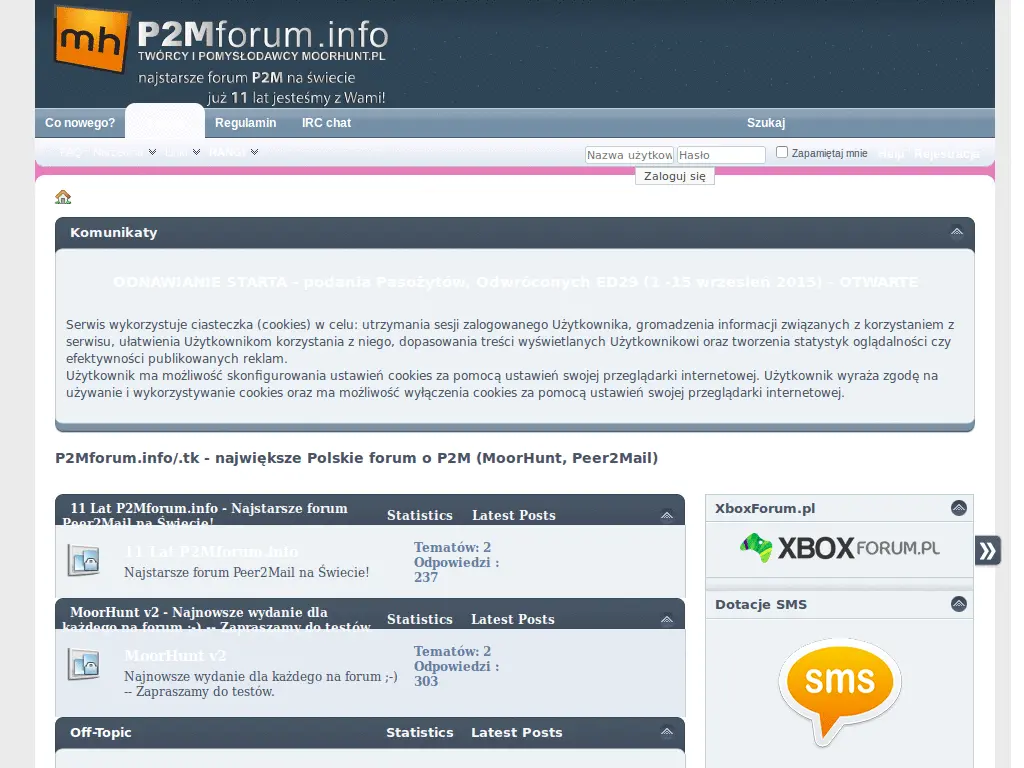 mh P2Mforum.info
TWÓRCY I POMYSŁODAWCY MOORHUNT.PL
najstarsze forum P2M na świecie
już 11 lat jesteśmy z Wami!
Co nowego?
Regulamin
IRC chat
Szukaj
Nazwa użytkow
Hasło
Zapamiętaj mnie
Help
Rejestracja
Zaloguj się
Komunikaty
ODNAWIANIE STARTA - podania Pasożytów, Odwróconych ED29 (1 -15 wrzesień 2015) - OTWARTE
Serwis wykorzystuje ciasteczka (cookies) w celu: utrzymania sesji zalogowanego Użytkownika, gromadzenia informacji związanych z korzystaniem z
serwisu, ułatwienia Użytkownikom korzystania z niego, dopasowania treści wyświetlanych Użytkownikowi oraz tworzenia statystyk oglądalności czy
efektywności publikowanych reklam.
Użytkownik ma możliwość skonfigurowania ustawień cookies za pomocą ustawień swojej przeglądarki internetowej. Użytkownik wyraża zgodę na
używanie i wykorzystywanie cookies oraz ma możliwość wyłączenia cookies za pomocą ustawień swojej przeglądarki internetowej.
P2Mforum.info/.tk - największe Polskie forum o P2M (MoorHunt, Peer2Mail)
11 Lat P2Mforum.info - Najstarsze forum
Peer2Mail na Świecie!
Statistics
Latest Posts
11 Lat P2Mforum.info
Najstarsze forum Peer2Mail na Świecie!
Tematów: 2
Odpowiedzi :
237
MoorHunt v2 - Najnowsze wydanie dla
każdego na forum ;-) -- Zapraszamy do testów.
Statistics
Latest Posts
MoorHunt v2
Najnowsze wydanie dla każdego na forum ;-)
-- Zapraszamy do testów.
Tematów: 2
Odpowiedzi :
303
Off-Topic
Statistics
Latest Posts
XboxForum.pl
XBOXFORUM.PL
Dotacje SMS
sms